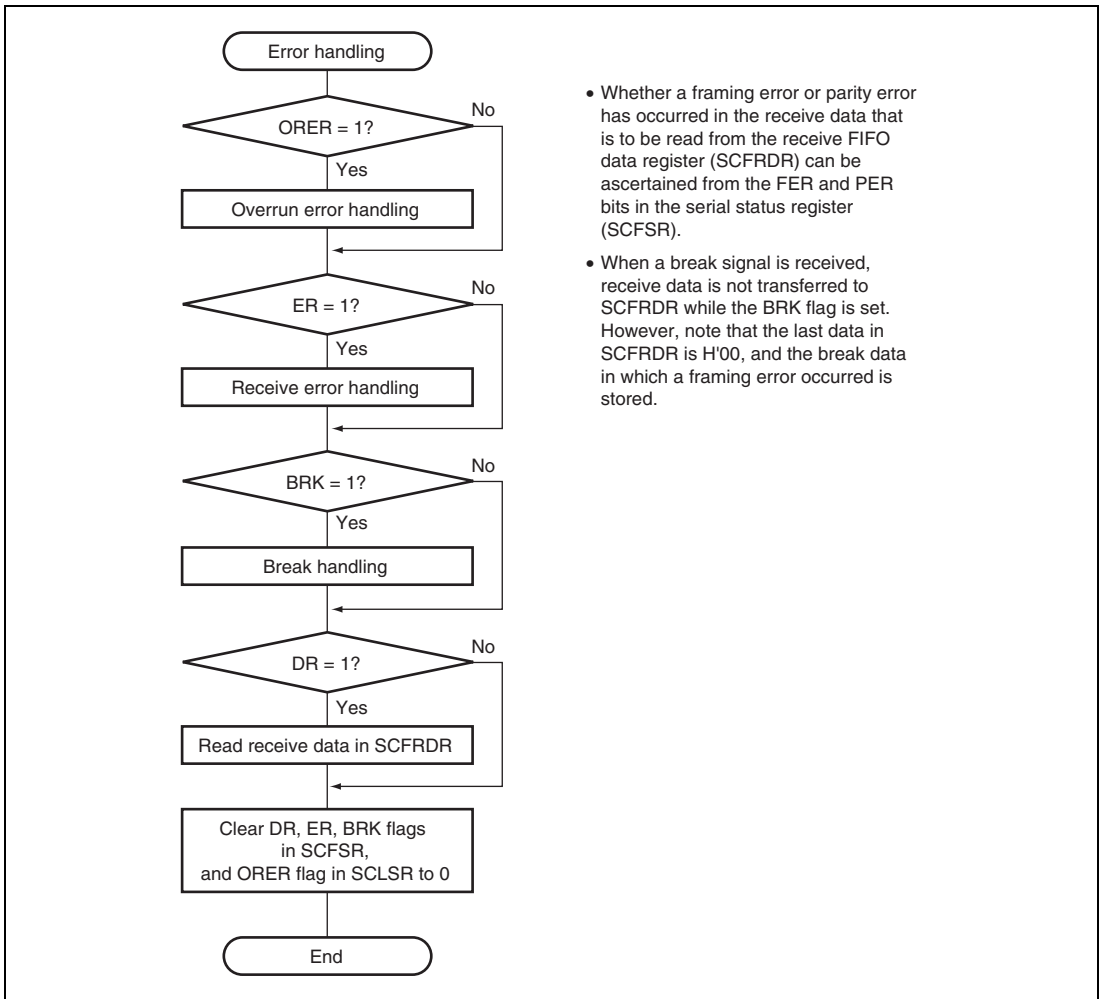 Error handling
ORER = 1?
No
Yes
Overrun error handling
ER = 1?
No
Yes
Receive error handling
BRK = 1?
No
Yes
Break handling
DR = 1?
No
Yes
Read receive data in SCFRDR
Clear DR, ER, BRK flags
in SCFSR,
and ORER flag in SCLSR to 0
End
• Whether a framing error or parity error
has occurred in the receive data that
is to be read from the receive FIFO
data register (SCFRDR) can be
ascertained from the FER and PER
bits in the serial status register
(SCFSR).
• When a break signal is received,
receive data is not transferred to
SCFRDR while the BRK flag is set.
However, note that the last data in
SCFRDR is H'00, and the break data
in which a framing error occurred is
stored.